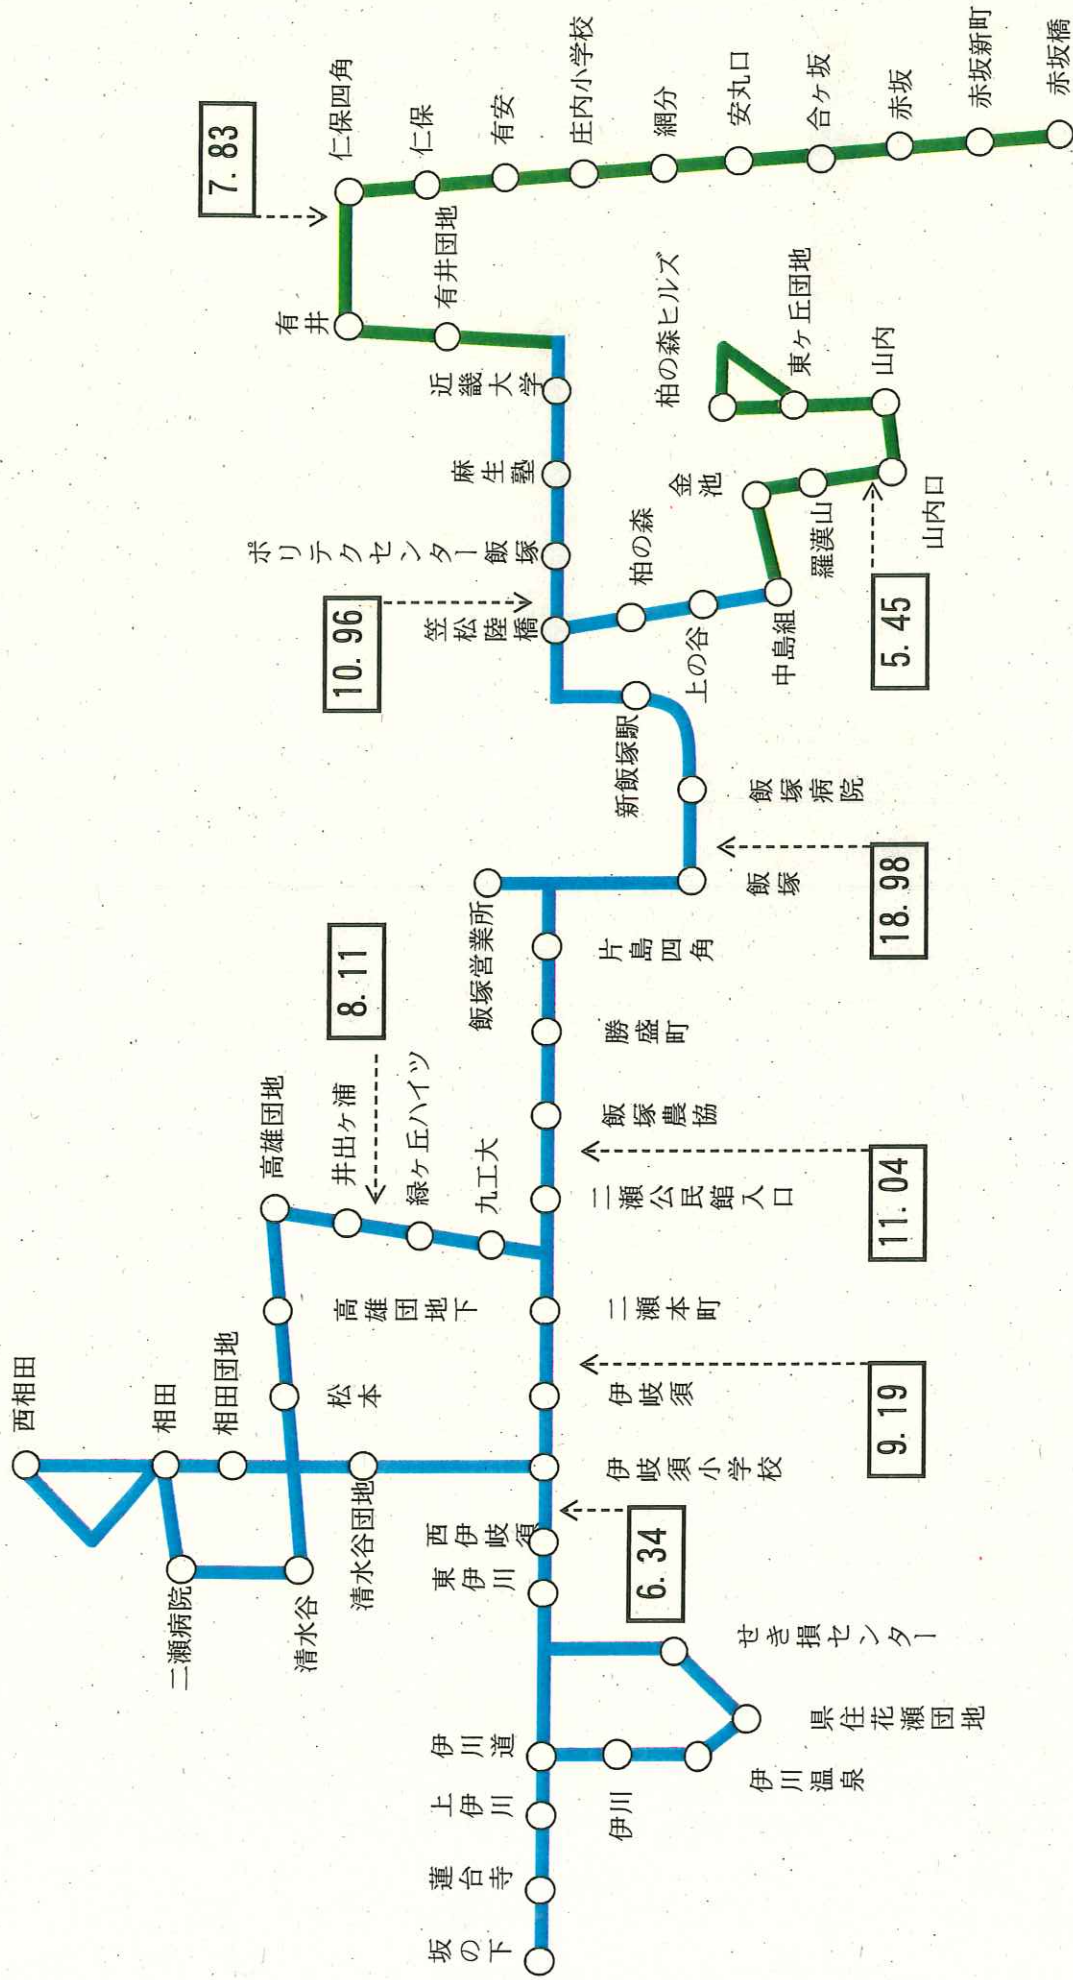 西相田
相田
相田団地
二瀬病院
清水谷
清水谷団地
高雄団地
井出ヶ浦
緑ヶ丘ハイツ
九工大
高雄団地下
松本
8.11
坂の下
蓮台寺
上伊川
伊川道
伊川
伊川温泉
県住花瀬団地
せき損センター
東伊川
西伊岐須
6.34
伊岐須小学校
伊岐須
9.19
二瀬本町
二瀬公民館入口
11.04
飯塚農協
勝盛町
片島四角
飯塚営業所
飯塚
18.98
飯塚病院
新飯塚駅
笠松陸橋
10.96
ポリテクセンター飯塚
麻生塾
近畿大学
柏の森
上の谷
中島組
金池
羅漢山
5.45
山内口
山内
東ヶ丘団地
柏の森ヒルズ
有井団地
有井
7.83
仁保四角
仁保
有安
庄内小学校
綱分
安丸口
合ヶ坂
赤坂
赤坂新町
赤坂橋